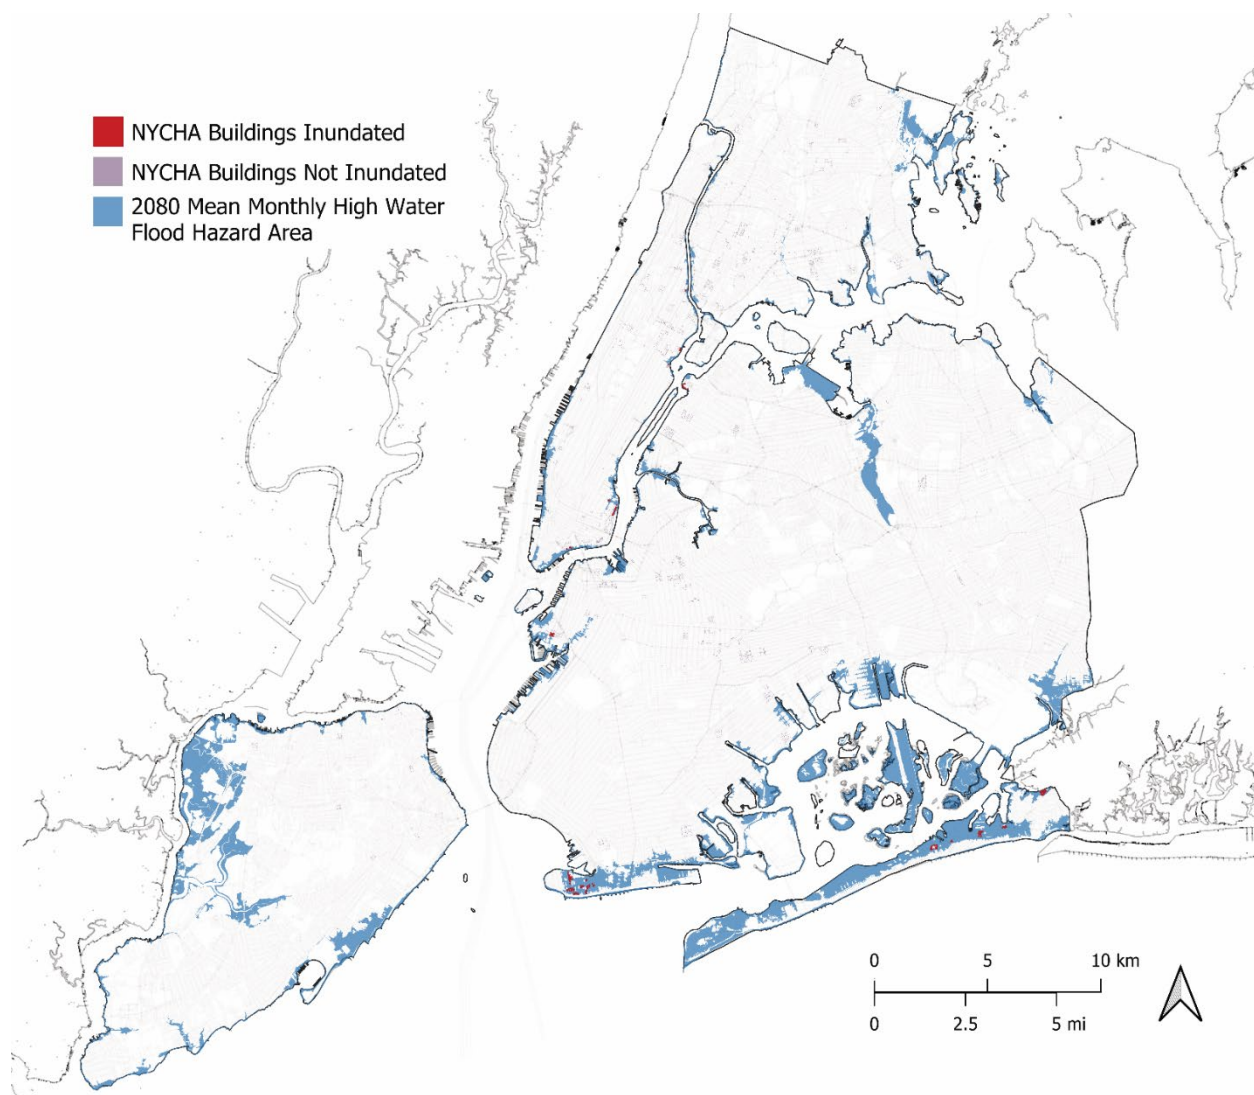 NYCHA Buildings Inundated
NYCHA Buildings Not Inundated
2080 Mean Monthly High Water
Flood Hazard Area
0 5 10 km
0 2.5 5 mi